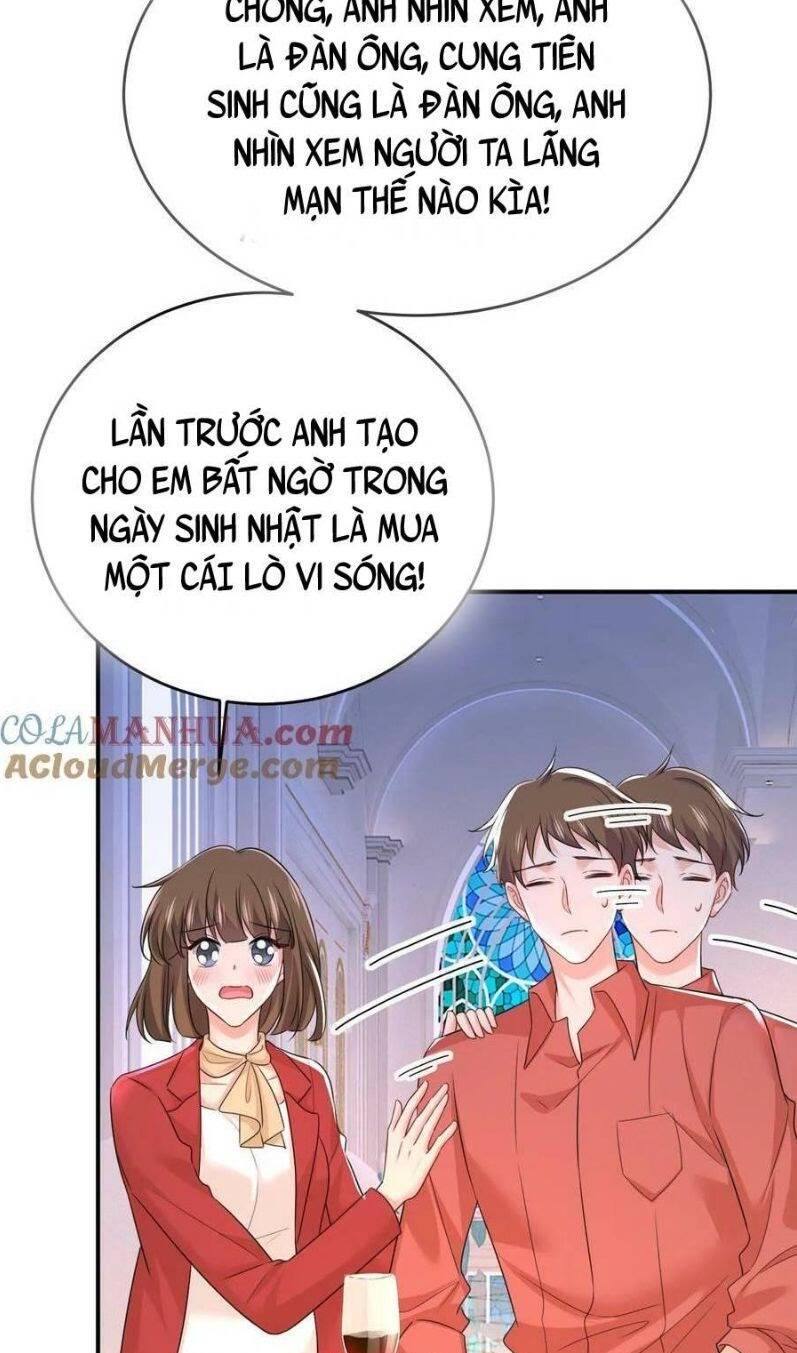 CHỒNG, ANH NHÌN XEM, ANH
LÀ ĐÀN ÔNG, CUNG TIÊN
SINH CŨNG LÀ ĐÀN ÔNG, ANH
NHÌN XEM NGƯỜI TA LÃNG
MẠN THẾ NÀO KÌA!
LẦN TRƯỚC ANH TẠO
CHO EM BẤT NGỜ TRONG
NGÀY SINH NHẬT LÀ MUA
MỘT CÁI LÒ VI SÓNG!
COLAMANHUA.com
ACloudMerge.com